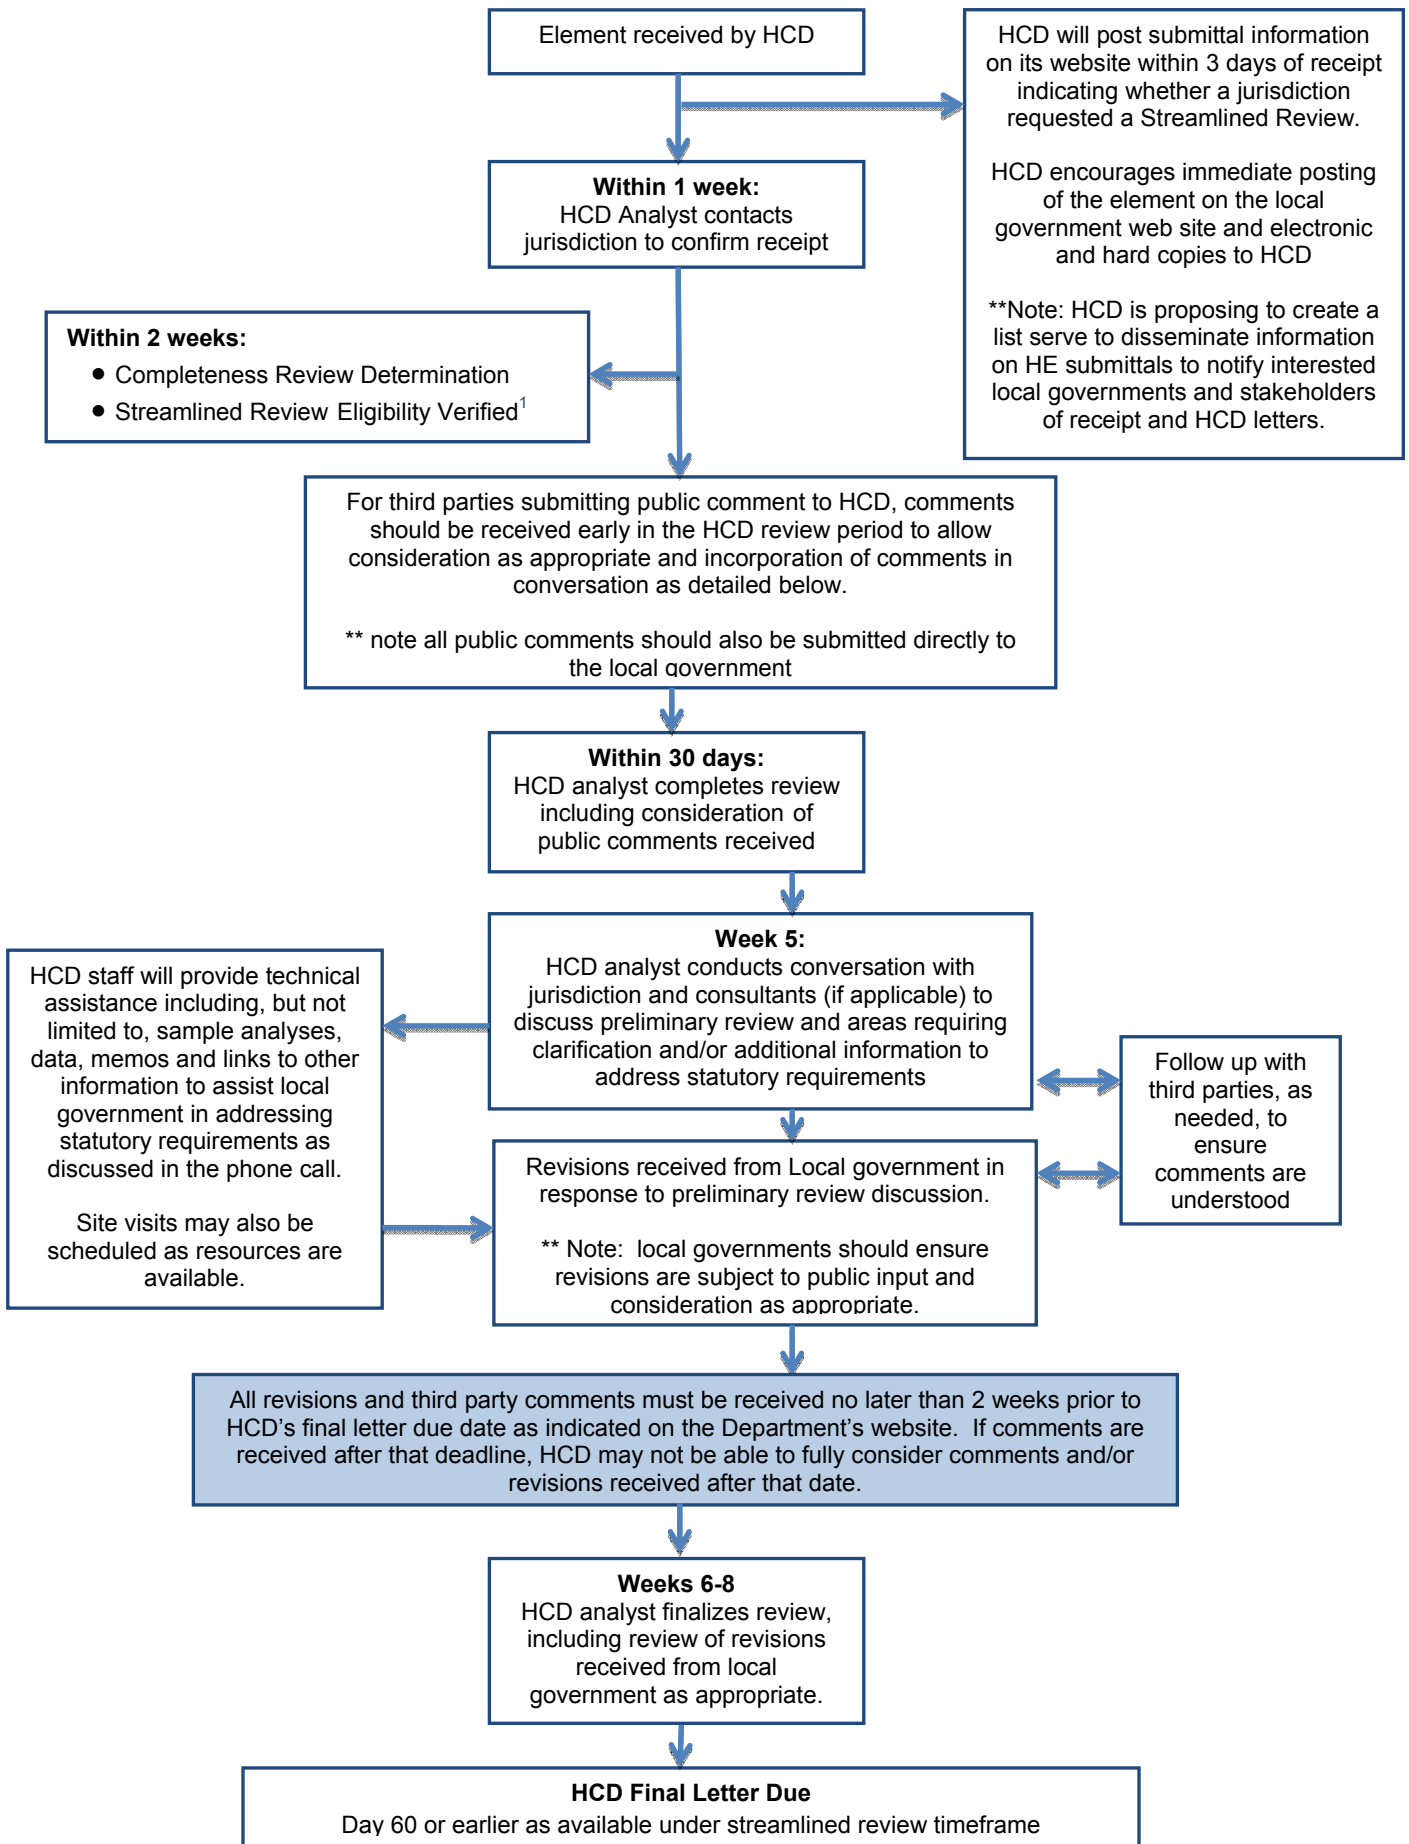 Element received by HCD
HCD will post submittal information
on its website within 3 days of receipt
indicating whether a jurisdiction
requested a Streamlined Review.
HCD encourages immediate posting
of the element on the local
government web site and electronic
and hard copies to HCD
**Note: HCD is proposing to create a
list serve to disseminate information
on HE submittals to notify interested
local governments and stakeholders
of receipt and HCD letters.
Within 1 week:
HCD Analyst contacts
jurisdiction to confirm receipt
Within 2 weeks:
• Completeness Review Determination
• Streamlined Review Eligibility Verified1
For third parties submitting public comment to HCD, comments
should be received early in the HCD review period to allow
consideration as appropriate and incorporation of comments in
conversation as detailed below.
** note all public comments should also be submitted directly to
the local government
Within 30 days:
HCD analyst completes review
including consideration of
public comments received
Week 5:
HCD analyst conducts conversation with
jurisdiction and consultants (if applicable) to
discuss preliminary review and areas requiring
clarification and/or additional information to
address statutory requirements
HCD staff will provide technical
assistance including, but not
limited to, sample analyses,
data, memos and links to other
information to assist local
government in addressing
statutory requirements as
discussed in the phone call.
Site visits may also be
scheduled as resources are
available.
Follow up with
third parties, as
needed, to
ensure
comments are
understood
Revisions received from Local government in
response to preliminary review discussion.
** Note: local governments should ensure
revisions are subject to public input and
consideration as appropriate.
All revisions and third party comments must be received no later than 2 weeks prior to
HCD's final letter due date as indicated on the Department's website. If comments are
received after that deadline, HCD may not be able to fully consider comments and/or
revisions received after that date.
Weeks 6-8
HCD analyst finalizes review,
including review of revisions
received from local
government as appropriate.
HCD Final Letter Due
Day 60 or earlier as available under streamlined review timeframe